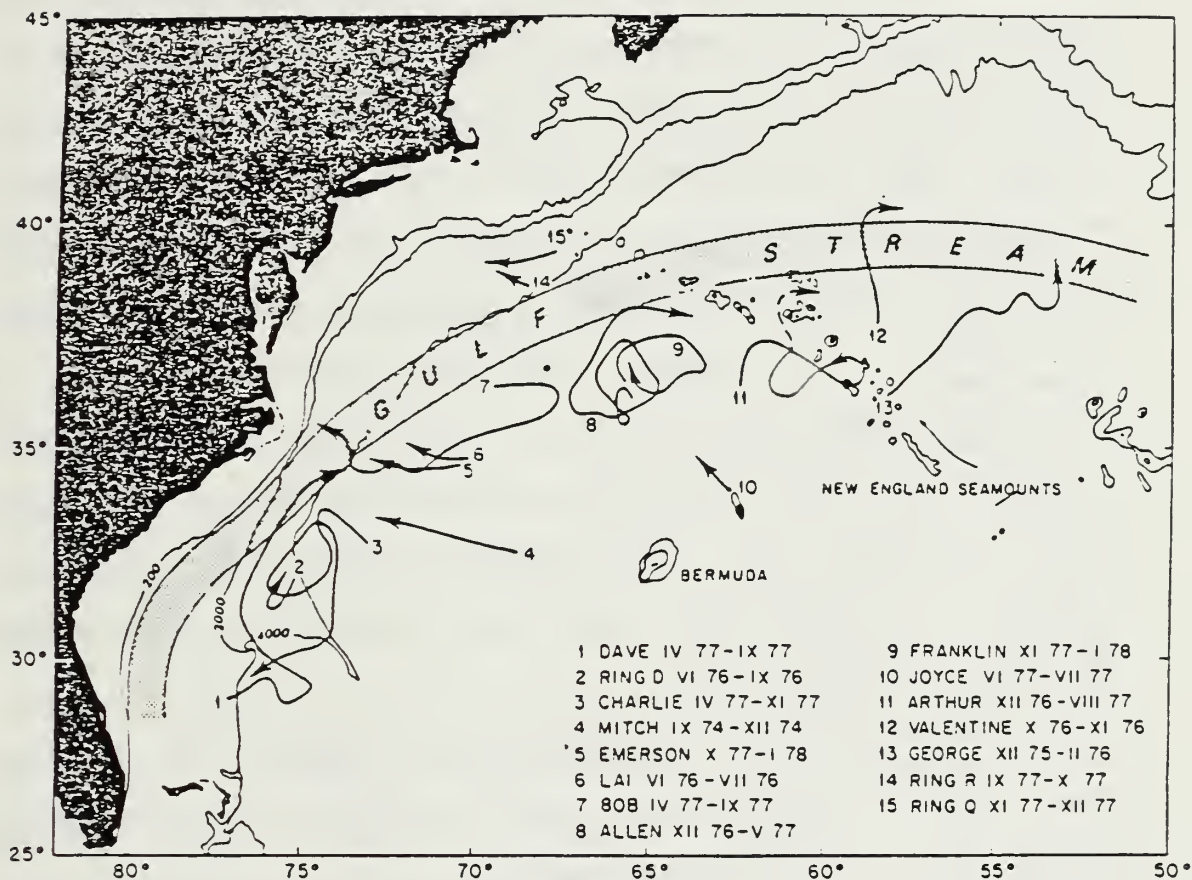 45°
40°
35°
30°
25°
80°
75°
70°
65°
60°
55°
50°
GULF STREAM
200
2000
4000
1
2
3
4
5
6
7
8
9
10
11
12
13
14
15
NEW ENGLAND SEAMOUNTS
BERMUDA
1 DAVE IV 77-IX 77
2 RING D VI 76-IX 76
3 CHARLIE IV 77-XI 77
4 MITCH IX 74-XII 74
5 EMERSON X 77-I 78
6 LAI VI 76-VII 76
7 BOB IV 77-IX 77
8 ALLEN XII 76-V 77
9 FRANKLIN XI 77-I 78
10 JOYCE VI 77-VII 77
11 ARTHUR XII 76-VIII 77
12 VALENTINE X 76-XI 76
13 GEORGE XII 75-II 76
14 RING R IX 77-X 77
15 RING Q XI 77-XII 77